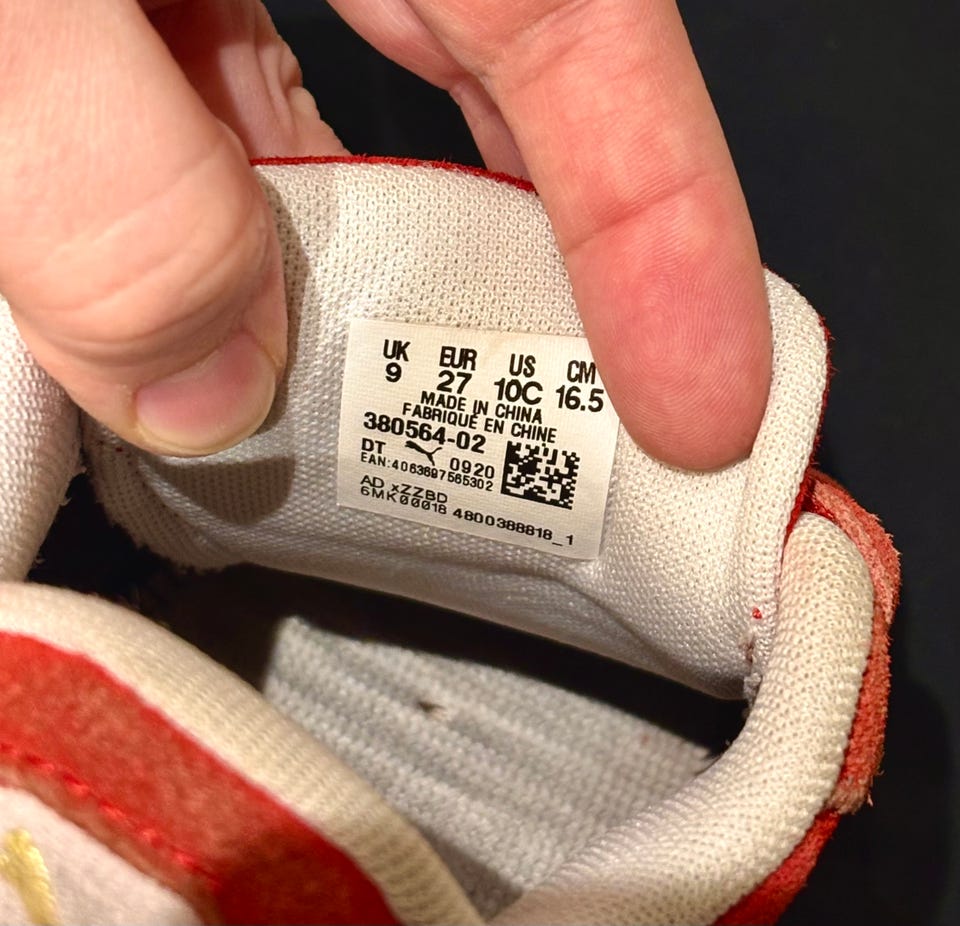 UK EUR US CM
9 27 10C 16.5
MADE IN CHINA
FABRIQUÉ EN CHINE
380564-02
DT 0920
EAN:4063697565302
AD xZZBD
6MK00018 4800388818_1